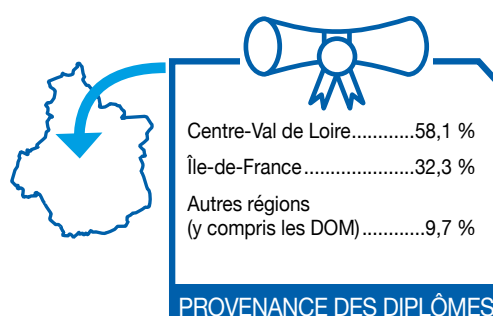 Centre-Val de Loire............58,1 %
Île-de-France.....................32,3 %
Autres régions
(y compris les DOM)............9,7 %
PROVENANCE DES DIPLÔMES